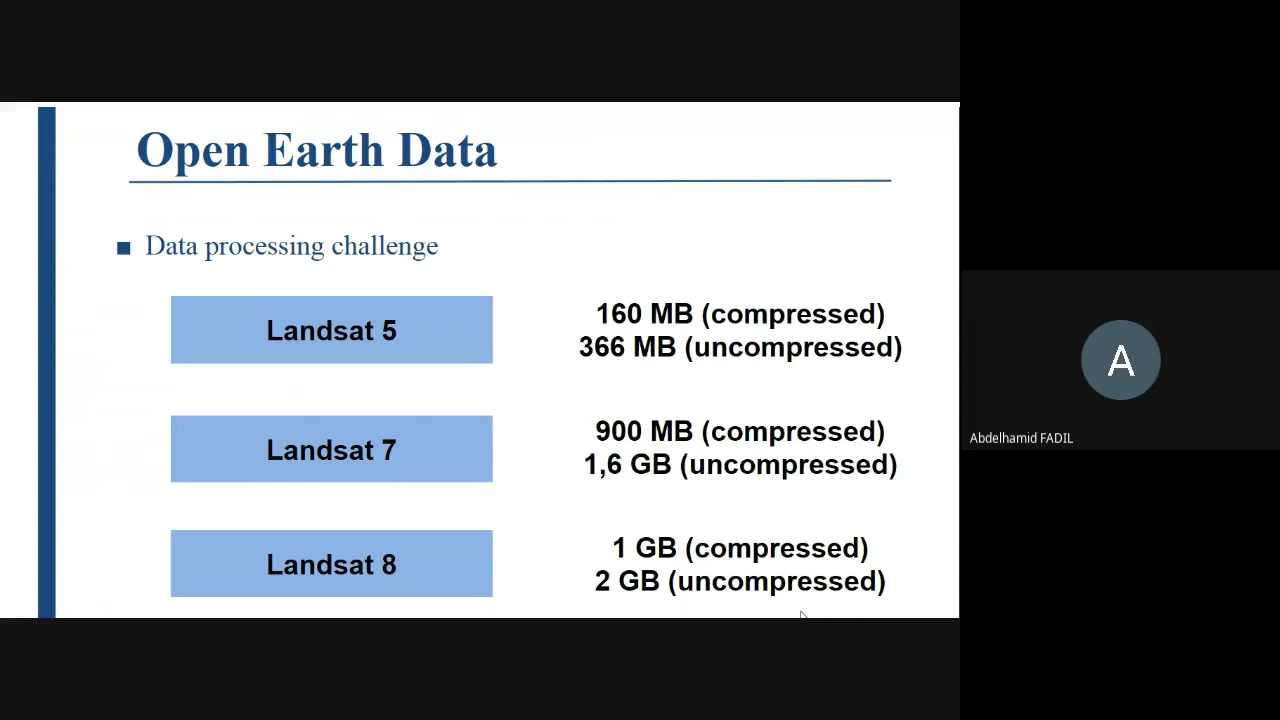 Open Earth Data
■ Data processing challenge
Landsat 5
160 MB (compressed)
366 MB (uncompressed)
Landsat 7
900 MB (compressed)
1,6 GB (uncompressed)
Landsat 8
1 GB (compressed)
2 GB (uncompressed)
A
Abdelhamid FADIL